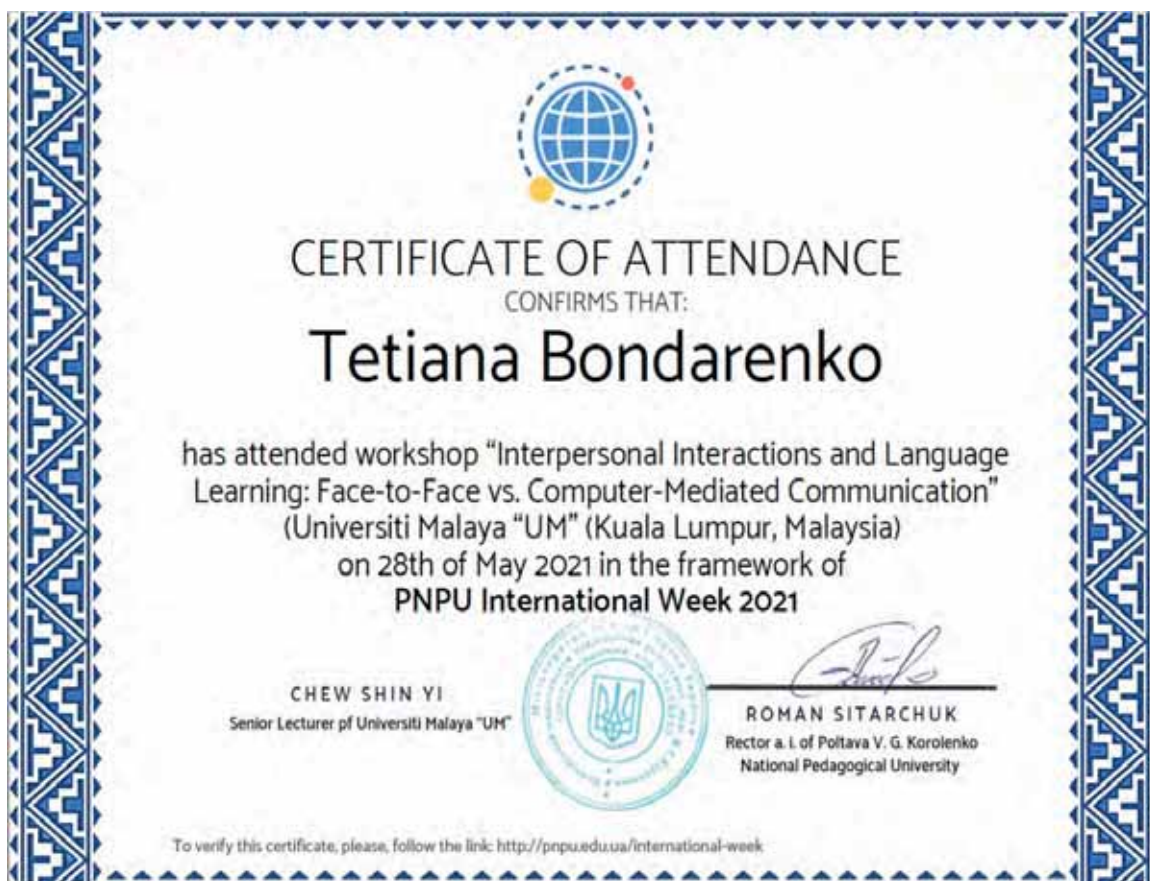 CERTIFICATE OF ATTENDANCE
CONFIRMS THAT:
Tetiana Bondarenko
has attended workshop “Interpersonal Interactions and Language
Learning: Face-to-Face vs. Computer-Mediated Communication”
(Universiti Malaya “UM” (Kuala Lumpur, Malaysia)
on 28th of May 2021 in the framework of
PNPU International Week 2021
CHEW SHIN YI
Senior Lecturer pf Universiti Malaya “UM”
ROMAN SITARCHUK
Rector a. i. of Poltava V. G. Korolenko
National Pedagogical University
To verify this certificate, please, follow the link: http://pnpu.edu.ua/international-week